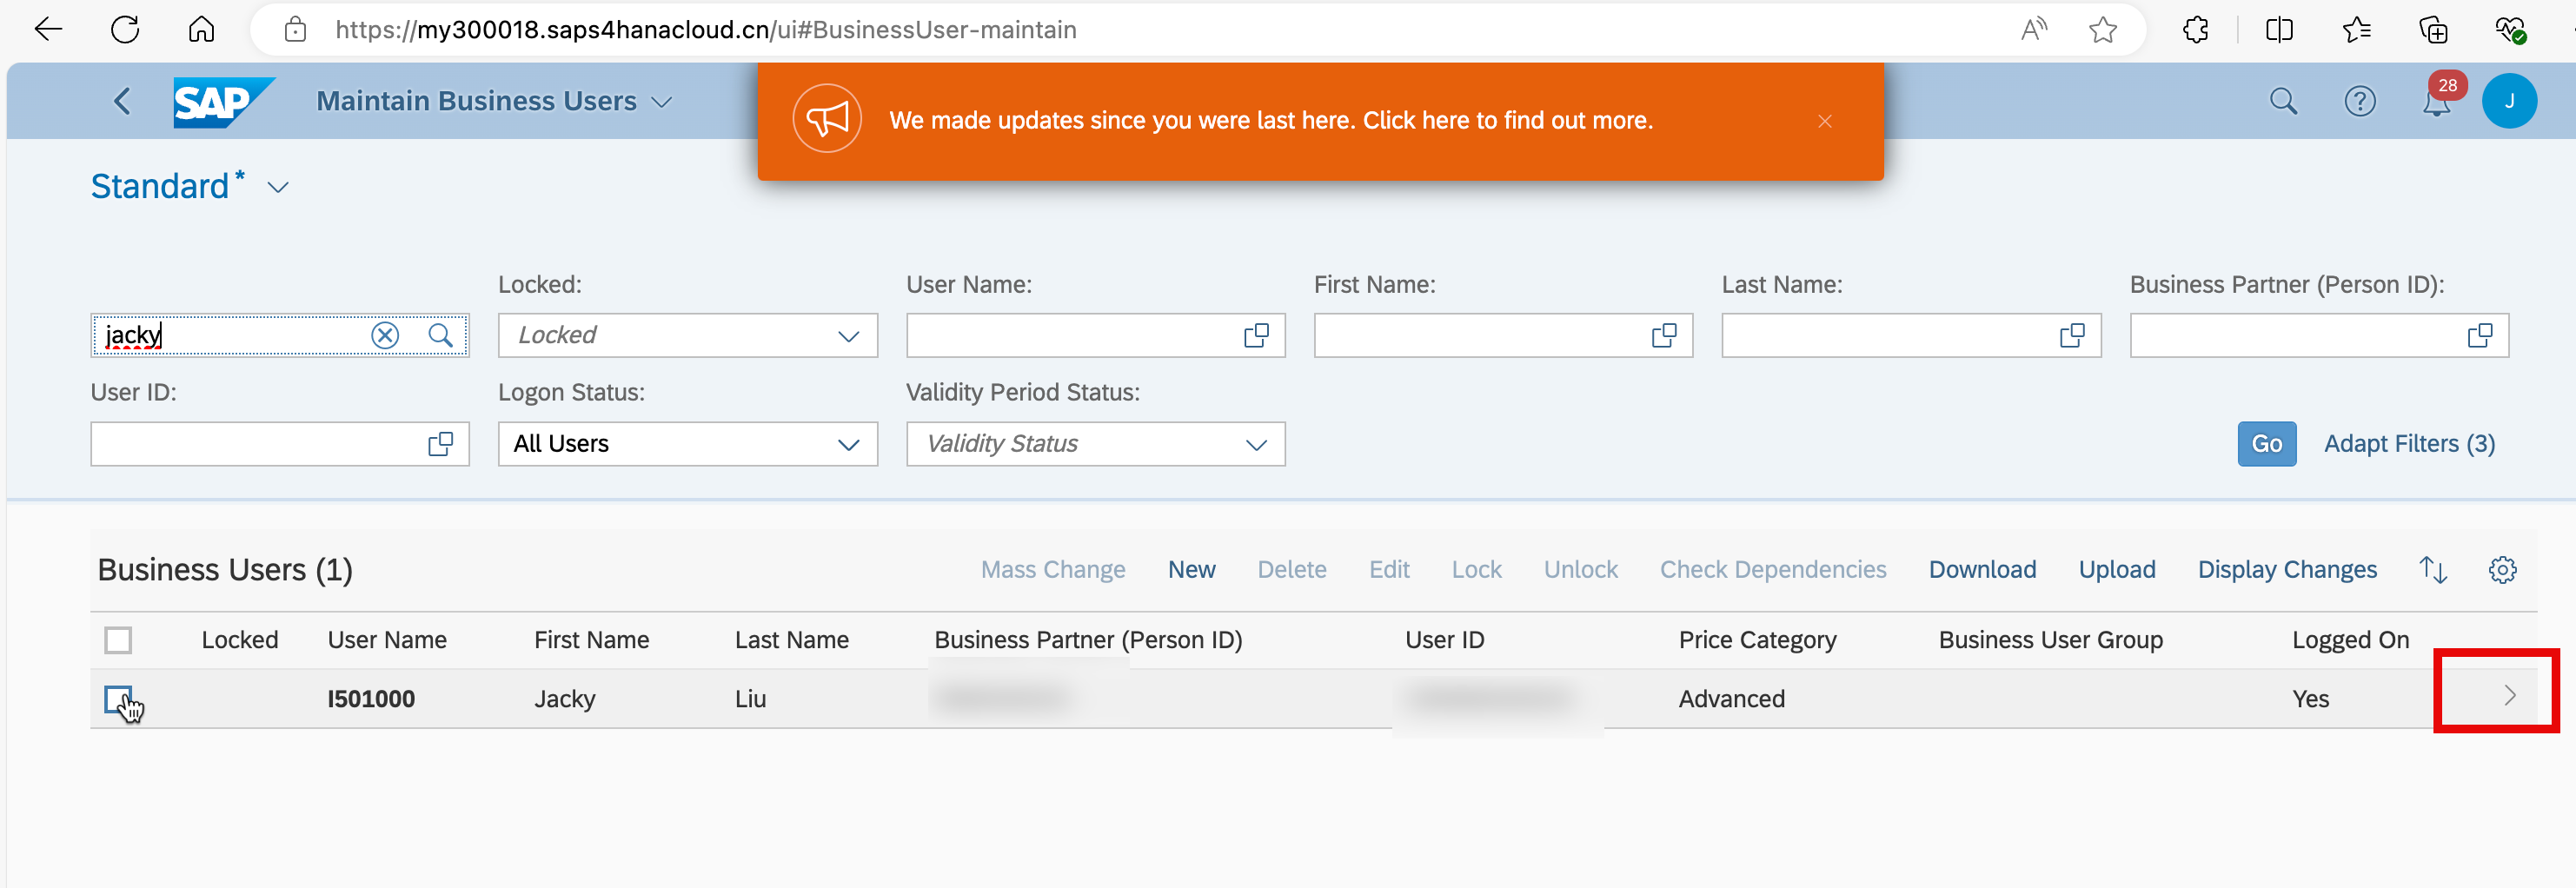 https://my300018.saps4hanacloud.cn/ui#BusinessUser-maintain
SAP Maintain Business Users
We made updates since you were last here. Click here to find out more.
28
J
Standard *
Locked: User Name: First Name: Last Name: Business Partner (Person ID):
jacky Locked
User ID: Logon Status: Validity Period Status:
All Users Validity Status Go Adapt Filters (3)
Business Users (1) Mass Change New Delete Edit Lock Unlock Check Dependencies Download Upload Display Changes
Locked User Name First Name Last Name Business Partner (Person ID) User ID Price Category Business User Group Logged On
I501000 Jacky Liu Advanced Yes